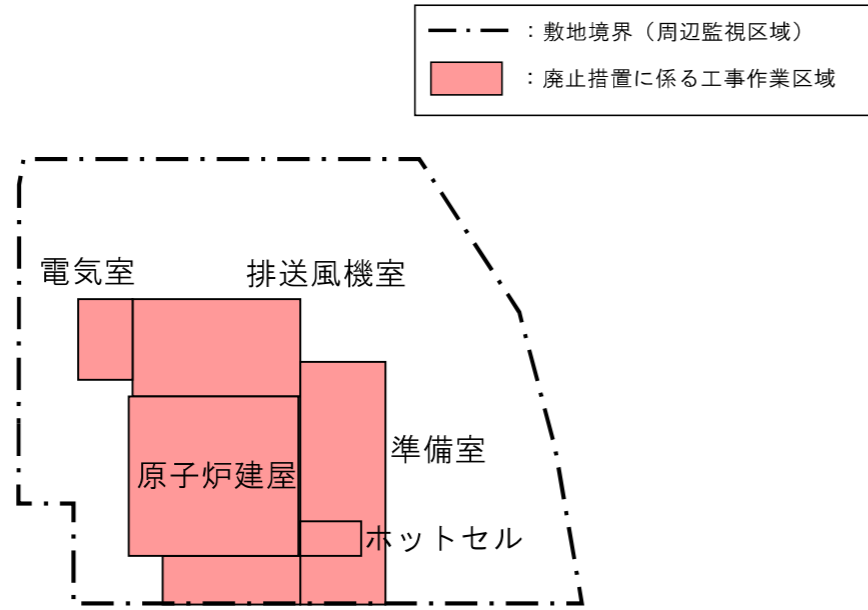 ：敷地境界（周辺監視区域）
：廃止措置に係る工事作業区域
電気室
排送風機室
準備室
原子炉建屋
ホットセル